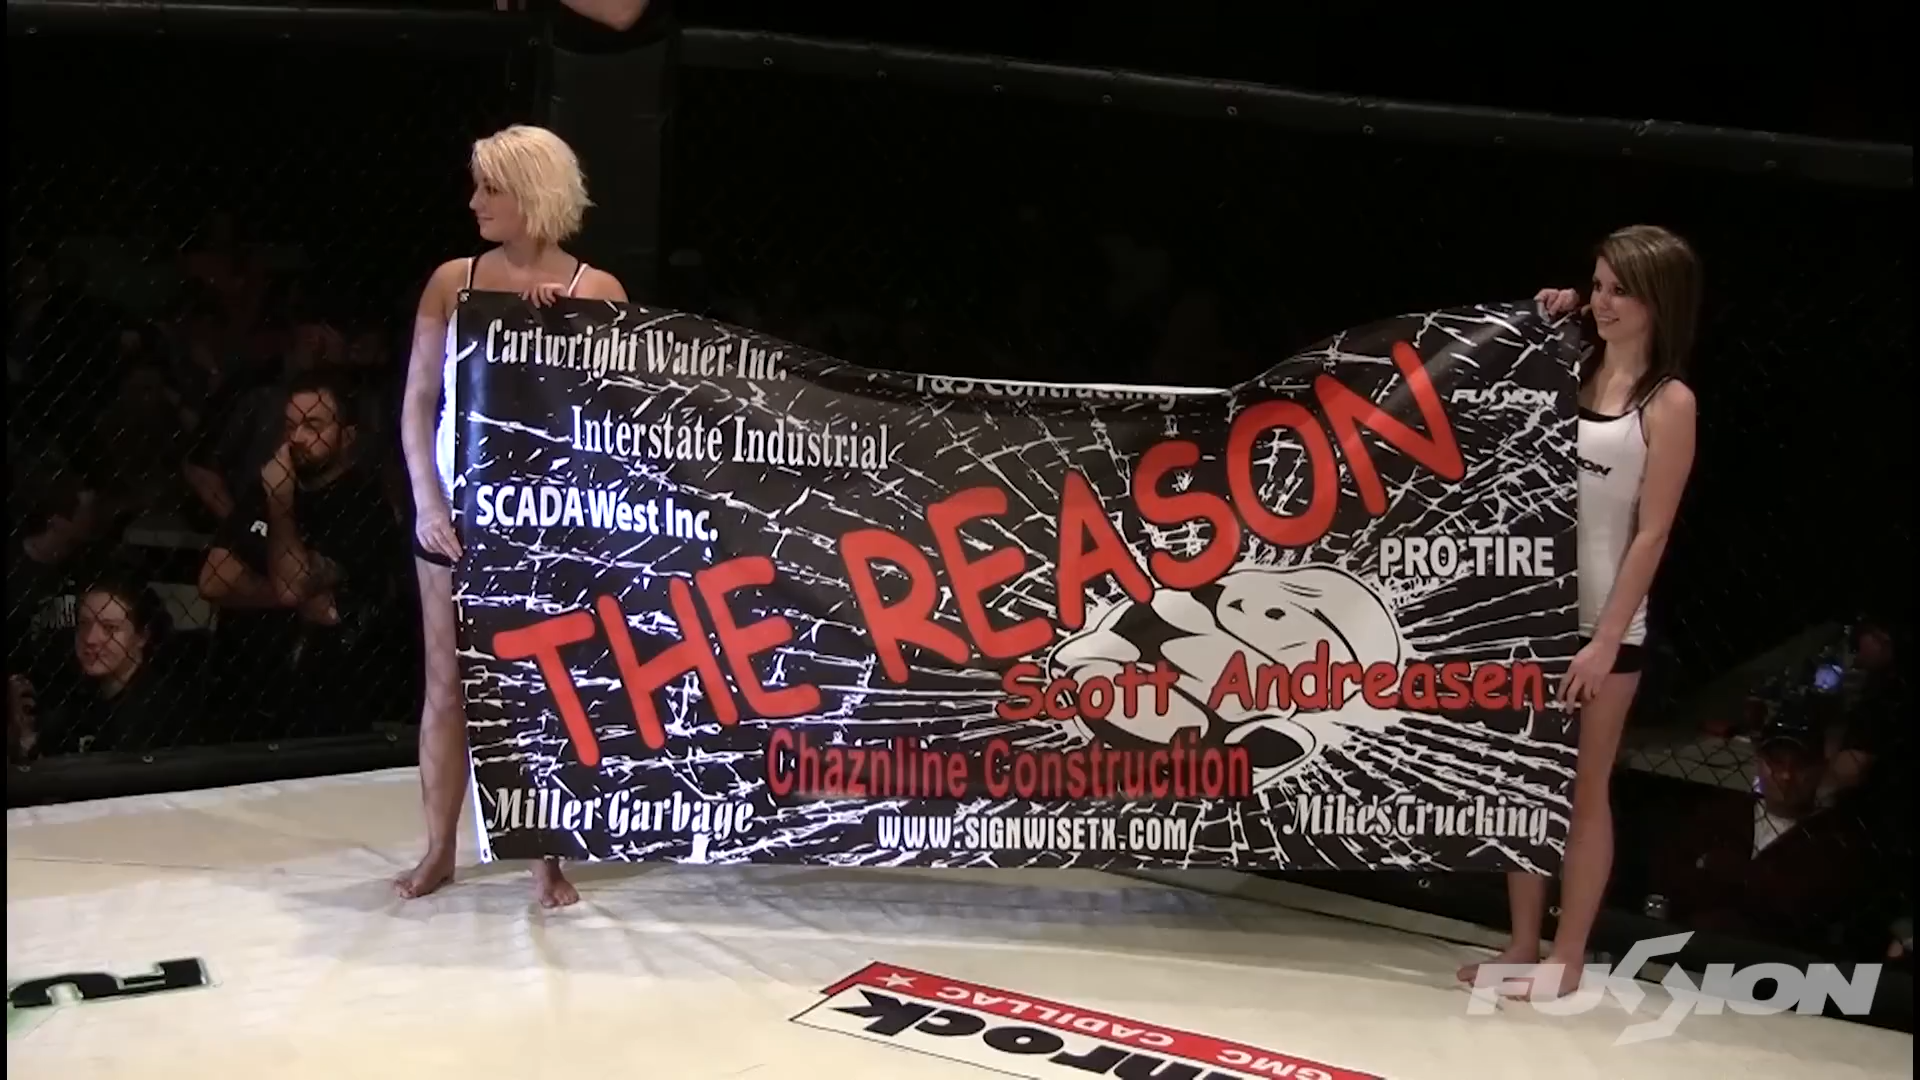 Cartwright Water Inc.
T&S Contracting
Interstate Industrial
SCADA West Inc.
FUSION
THE REASON
PRO TIRE
Scott Andreasen
Chaznline Construction
Miller Garbage
WWW.SIGNWISETX.COM
Mikes Trucking
GMC CADILLAC
FUSION